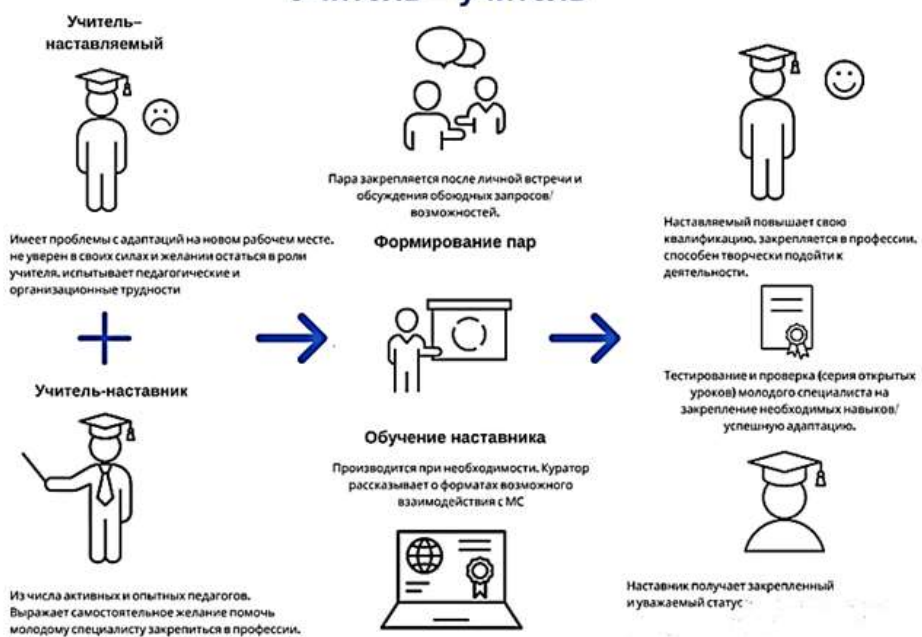 Учитель–
наставляемый
Имеет проблемы с адаптаций на новом рабочем месте,
не уверен в своих силах и желании остаться в роли
учителя, испытывает педагогические и
организационные трудности
Учитель-наставник
Из числа активных и опытных педагогов.
Выражает самостоятельное желание помочь
молодому специалисту закрепиться в профессии.
Пара закрепляется после личной встречи и
обсуждения обоюдных запросов/
возможностей.
Формирование пар
Обучение наставника
Производится при необходимости. Куратор
рассказывает о форматах возможного
взаимодействия с МС
Наставляемый повышает свою
квалификацию, закрепляется в профессии,
способен творчески подойти к
деятельности.
Тестирование и проверка (серия открытых
уроков) молодого специалиста на
закрепление необходимых навыков/
успешную адаптацию.
Наставник получает закрепленный
и уважаемый статус